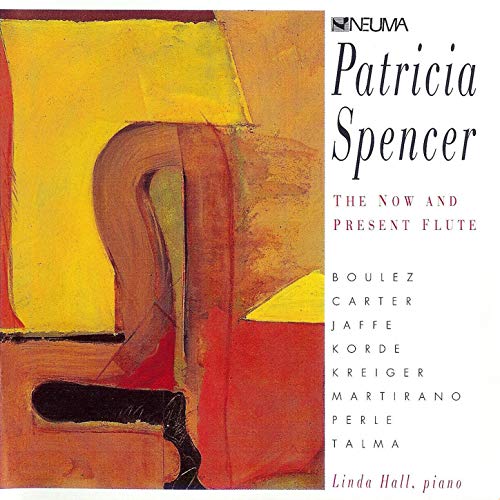 NEUMA
Patricia
Spencer
THE NOW AND
PRESENT FLUTE
BOULEZ
CARTER
JAFFE
KORDE
KREIGER
MARTIRANO
PERLE
TALMA
Linda Hall, piano